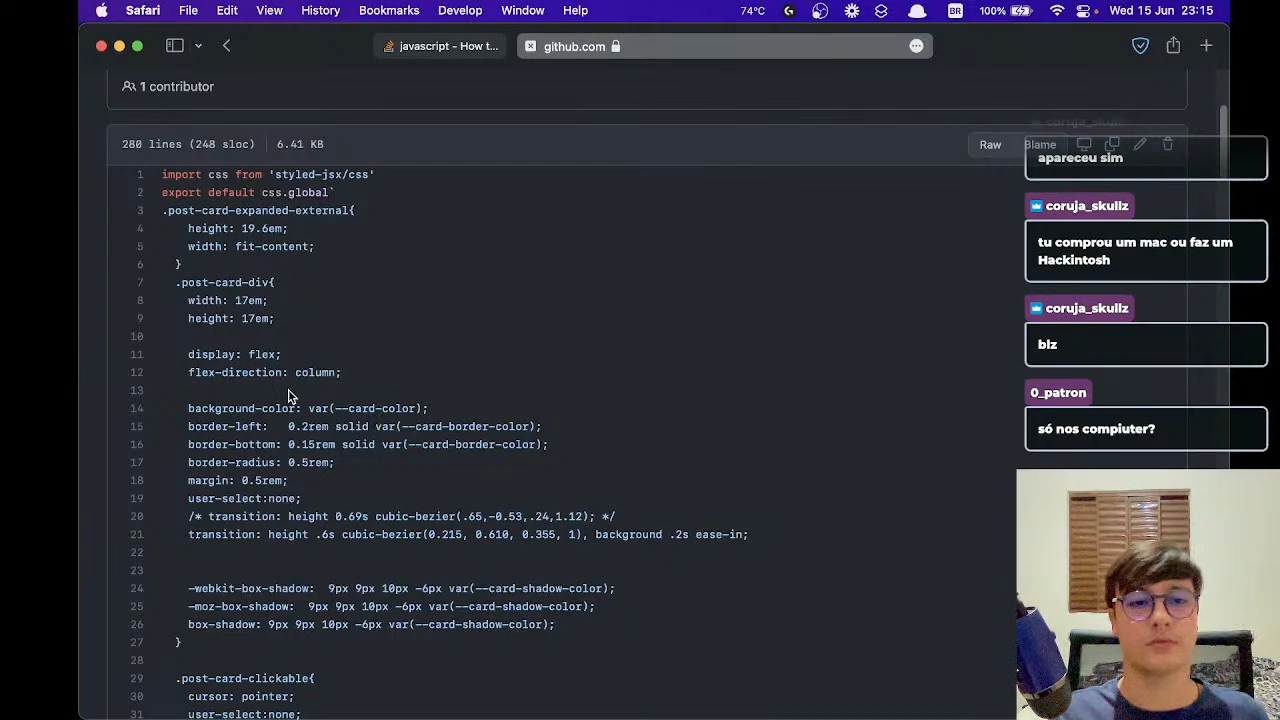 Safari File Edit View History Bookmarks Develop Window Help 74°C BR 100% Wed 15 Jun 23:15
javascript - How t...
github.com
1 contributor
280 lines (248 sloc) 6.41 KB
Raw Blame
1 import css from 'styled-jsx/css'
2 export default css.global`
3 .post-card-expanded-external{
4 height: 19.6em;
5 width: fit-content;
6 }
7 .post-card-div{
8 width: 17em;
9 height: 17em;
10
11 display: flex;
12 flex-direction: column;
13
14 background-color: var(--card-color);
15 border-left:   0.2rem solid var(--card-border-color);
16 border-bottom: 0.15rem solid var(--card-border-color);
17 border-radius: 0.5rem;
18 margin: 0.5rem;
19 user-select:none;
20 /* transition: height 0.69s cubic-bezier(.65,-0.53,.24,1.12); */
21 transition: height .6s cubic-bezier(0.215, 0.610, 0.355, 1), background .2s ease-in;
22
23
24 -webkit-box-shadow:  9px 9px 10px -6px var(--card-shadow-color);
25 -moz-box-shadow:  9px 9px 10px -6px var(--card-shadow-color);
26 box-shadow: 9px 9px 10px -6px var(--card-shadow-color);
27 }
28
29 .post-card-clickable{
30 cursor: pointer;
31 user-select:none;
coruja_skullz
apareceu sim
coruja_skullz
tu comprou um mac ou faz um
Hackintosh
coruja_skullz
blz
0_patron
só nos compiuter?